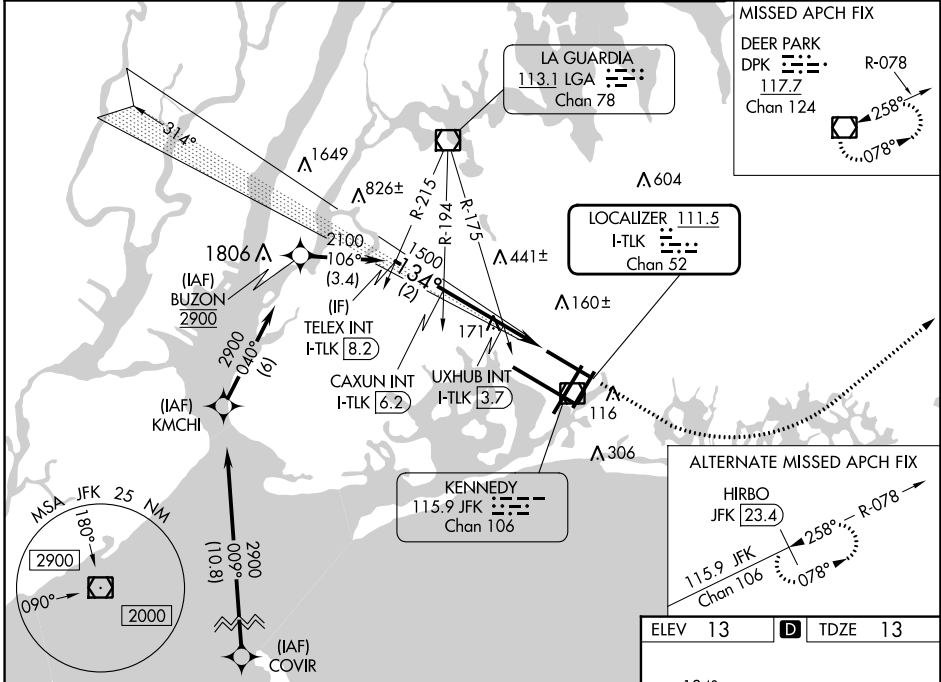 MISSED APCH FIX
DEER PARK
DPK
117.7
Chan 124
R-078
258°
078°
LA GUARDIA
113.1 LGA
Chan 78
314°
1649
826±
604
R-215
R-194
R-175
LOCALIZER 111.5
I-TLK
Chan 52
1806
2100
106°
(3.4)
1500
134°
(2)
441±
160±
(IAF)
BUZON
2900
(IF)
TELEX INT
I-TLK 8.2
171
2900
040°
(6)
CAXUN INT
I-TLK 6.2
UXHUB INT
I-TLK 3.7
(IAF)
KMCHI
116
306
KENNEDY
115.9 JFK
Chan 106
ALTERNATE MISSED APCH FIX
HIRBO
JFK 23.4
R-078
258°
078°
115.9 JFK
Chan 106
MSA JFK 25 NM
180°
2900
090°
2000
2900
009°
(10.8)
(IAF)
COVIR
ELEV 13
D
TDZE 13